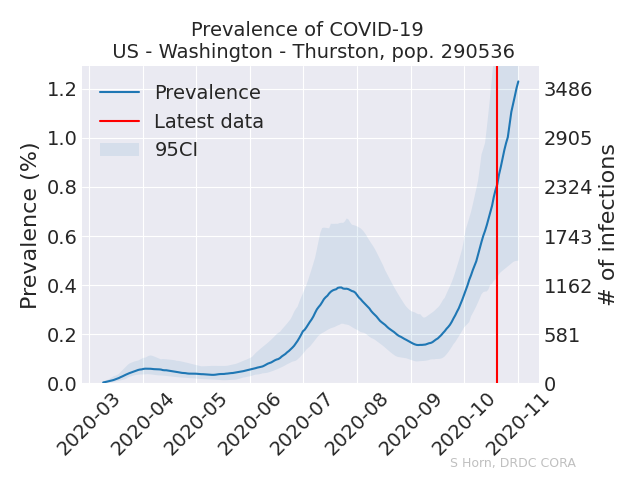 Prevalence of COVID-19
US - Washington - Thurston, pop. 290536
Prevalence
Latest data
95CI
Prevalence (%)
1.2
1.0
0.8
0.6
0.4
0.2
0.0
3486
2905
2324
1743
1162
581
0
# of infections
2020-03
2020-04
2020-05
2020-06
2020-07
2020-08
2020-09
2020-10
2020-11
S Horn, DRDC CORA